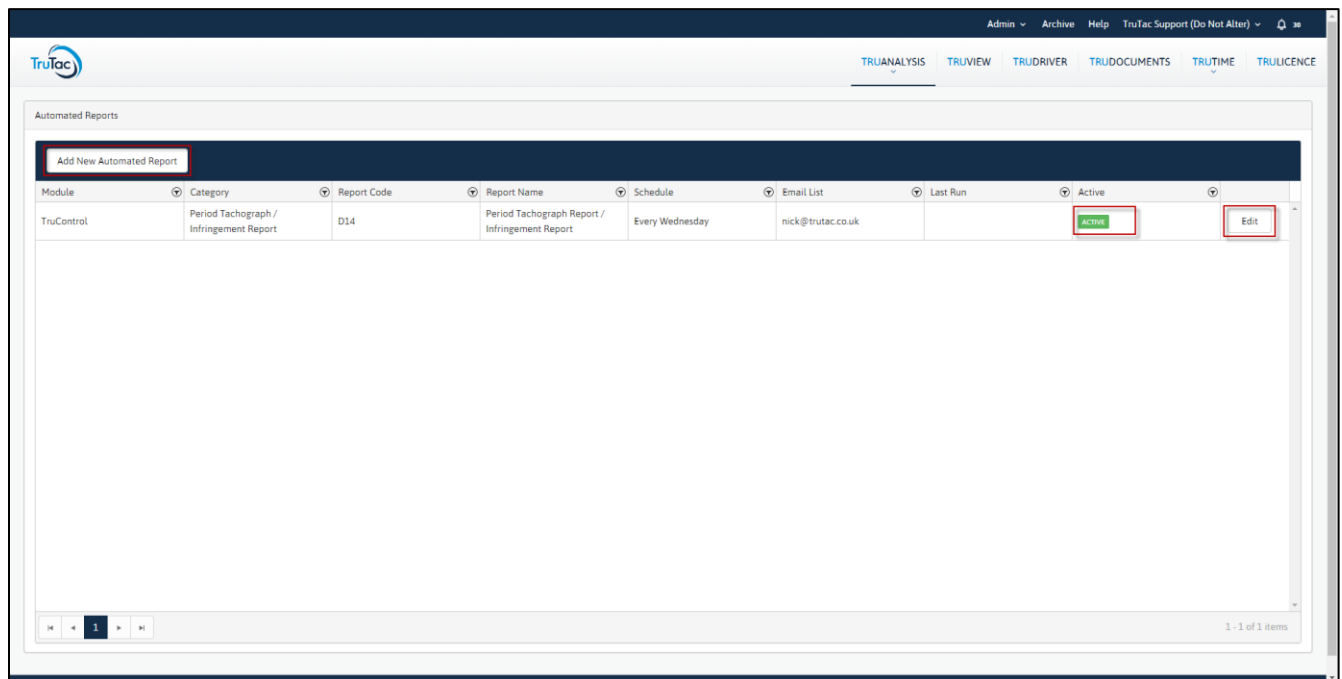 Admin Archive Help TruTac Support (Do Not Alter) 30
TruTac
TRUANALYSIS TRUVIEW TRUDRIVER TRUDOCUMENTS TRUTIME TRULICENCE
Automated Reports
Add New Automated Report
Module Category Report Code Report Name Schedule Email List Last Run Active
TruControl Period Tachograph / D14 Period Tachograph Report / Every Wednesday nick@trutac.co.uk ACTIVE Edit
Infringement Report Infringement Report
1 1 - 1 of 1 items